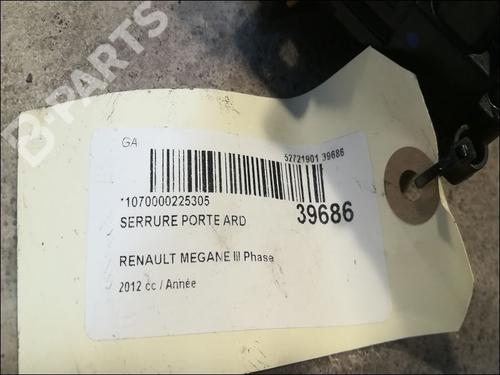 B-PARTS
GA
52721901 39686
*1070000225305
SERRURE PORTE ARD
39686
RENAULT MEGANE III Phase
2012 cc / Année